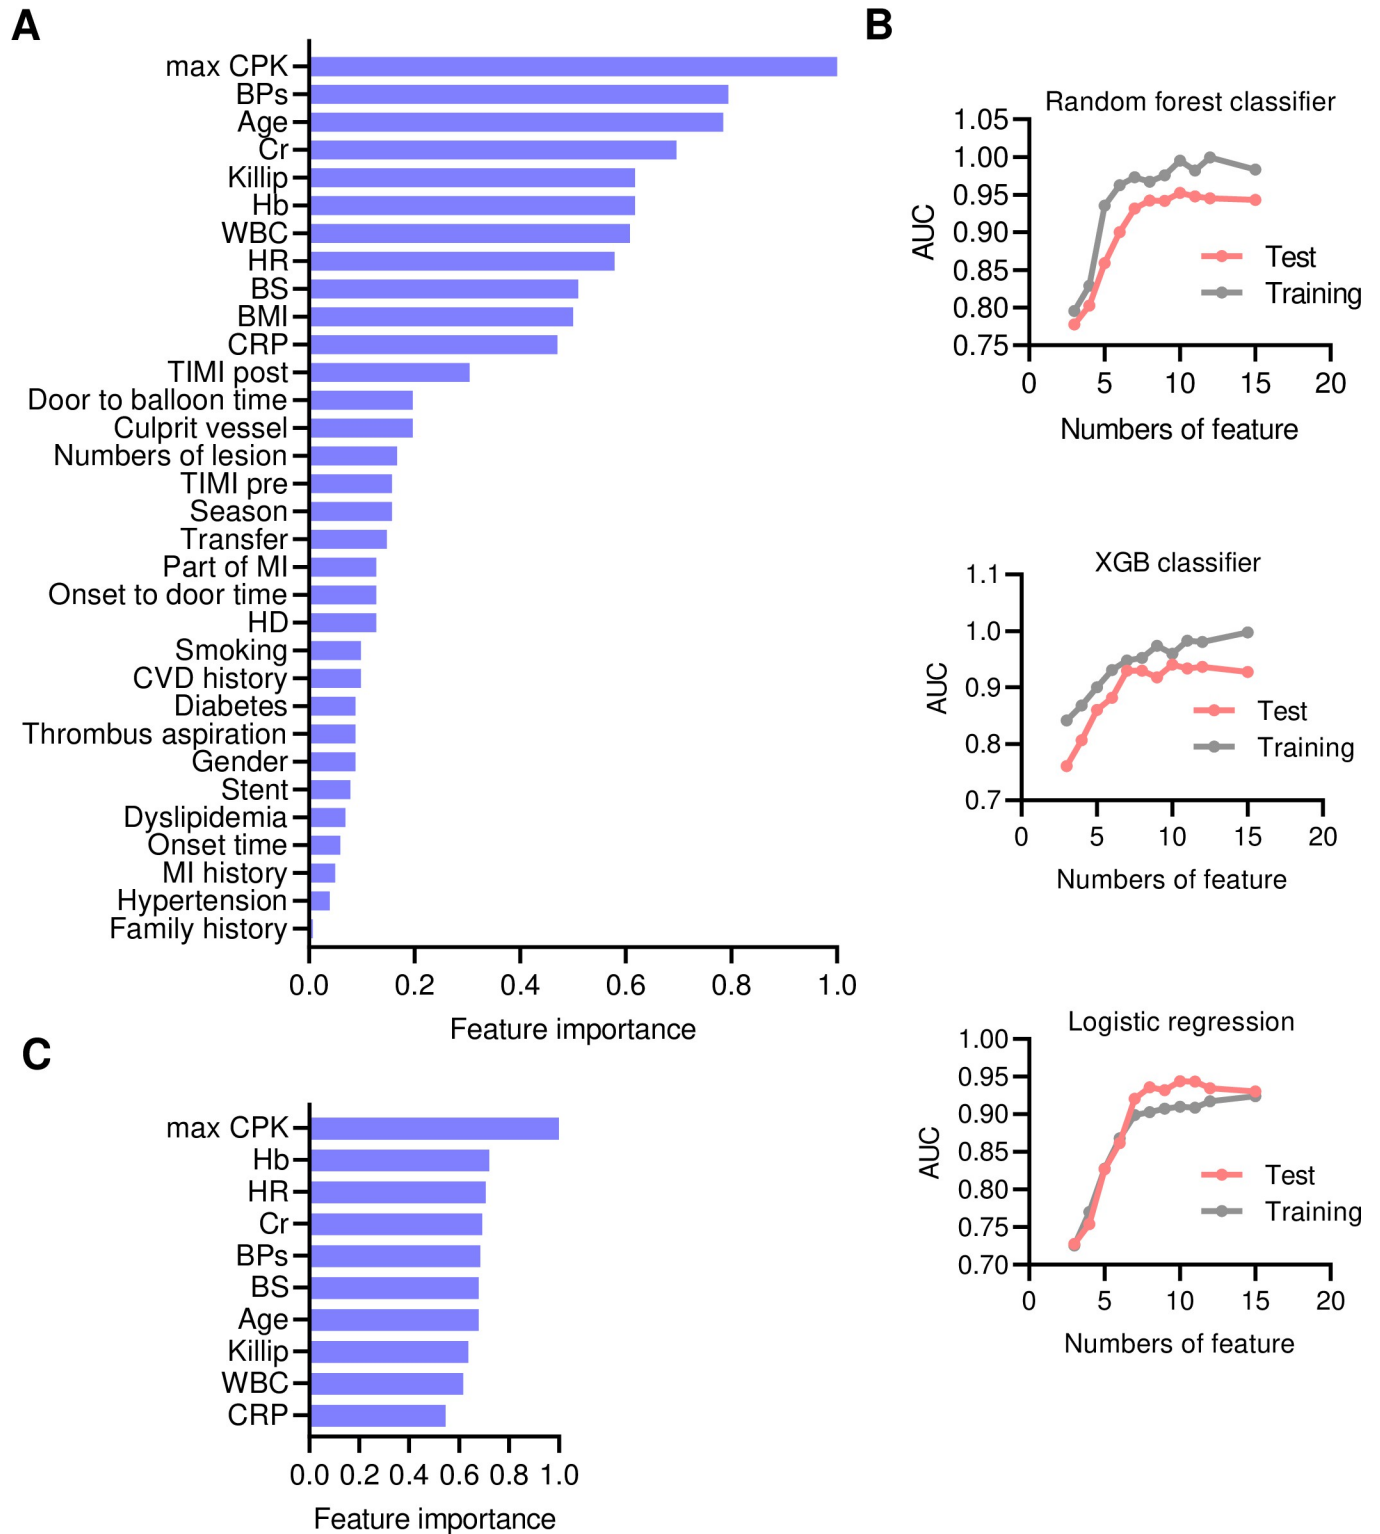 A
max CPK
BPs
Age
Cr
Killip
Hb
WBC
HR
BS
BMI
CRP
TIMI post
Door to balloon time
Culprit vessel
Numbers of lesion
TIMI pre
Season
Transfer
Part of MI
Onset to door time
HD
Smoking
CVD history
Diabetes
Thrombus aspiration
Gender
Stent
Dyslipidemia
Onset time
MI history
Hypertension
Family history
0.0 0.2 0.4 0.6 0.8 1.0
Feature importance
B
Random forest classifier
1.05
1.00
0.95
0.90
0.85
0.80
0.75
AUC
Test
Training
0 5 10 15 20
Numbers of feature
XGB classifier
1.1
1.0
0.9
0.8
0.7
AUC
Test
Training
0 5 10 15 20
Numbers of feature
Logistic regression
1.00
0.95
0.90
0.85
0.80
0.75
0.70
AUC
Test
Training
0 5 10 15 20
Numbers of feature
C
max CPK
Hb
HR
Cr
BPs
BS
Age
Killip
WBC
CRP
0.0 0.2 0.4 0.6 0.8 1.0
Feature importance